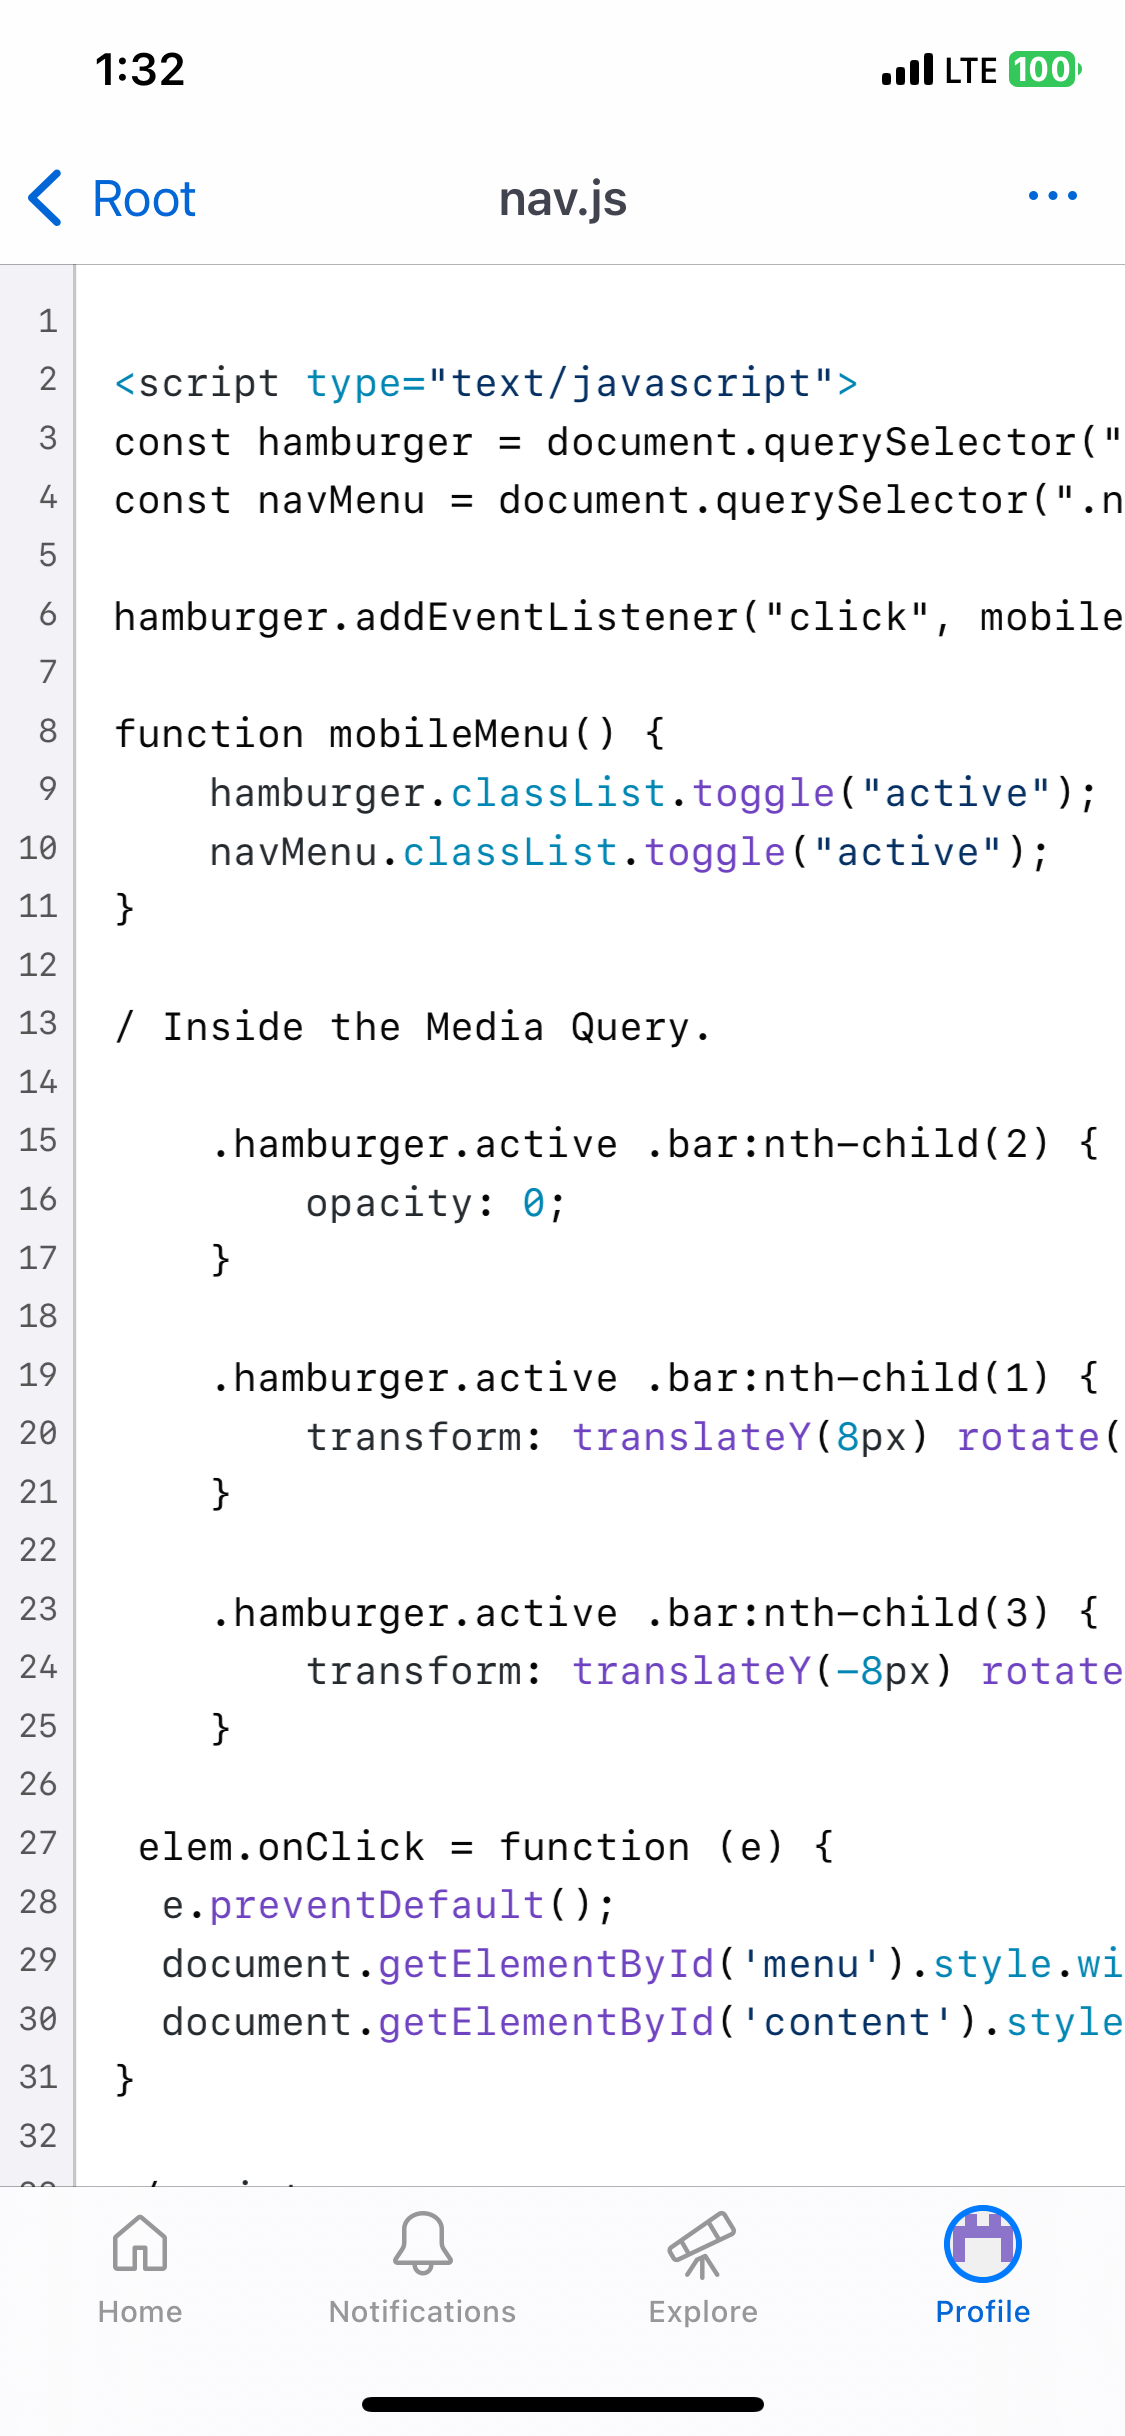 1:32 LTE 100
Root nav.js
1
2 <script type="text/javascript">
3 const hamburger = document.querySelector("
4 const navMenu = document.querySelector(".n
5
6 hamburger.addEventListener("click", mobile
7
8 function mobileMenu() {
9 hamburger.classList.toggle("active");
10 navMenu.classList.toggle("active");
11 }
12
13 / Inside the Media Query.
14
15 .hamburger.active .bar:nth-child(2) {
16 opacity: 0;
17 }
18
19 .hamburger.active .bar:nth-child(1) {
20 transform: translateY(8px) rotate(
21 }
22
23 .hamburger.active .bar:nth-child(3) {
24 transform: translateY(-8px) rotate
25 }
26
27 elem.onClick = function (e) {
28 e.preventDefault();
29 document.getElementById('menu').style.wi
30 document.getElementById('content').style
31 }
32
Home Notifications Explore Profile